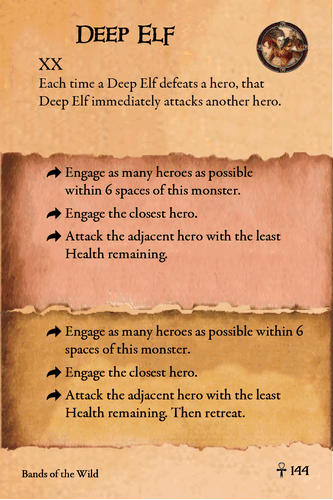 Deep Elf
XX
Each time a Deep Elf defeats a hero, that
Deep Elf immediately attacks another hero.
Engage as many heroes as possible
within 6 spaces of this monster.
Engage the closest hero.
Attack the adjacent hero with the least
Health remaining.
Engage as many heroes as possible within 6
spaces of this monster.
Engage the closest hero.
Attack the adjacent hero with the least
Health remaining. Then retreat.
Bands of the Wild
144